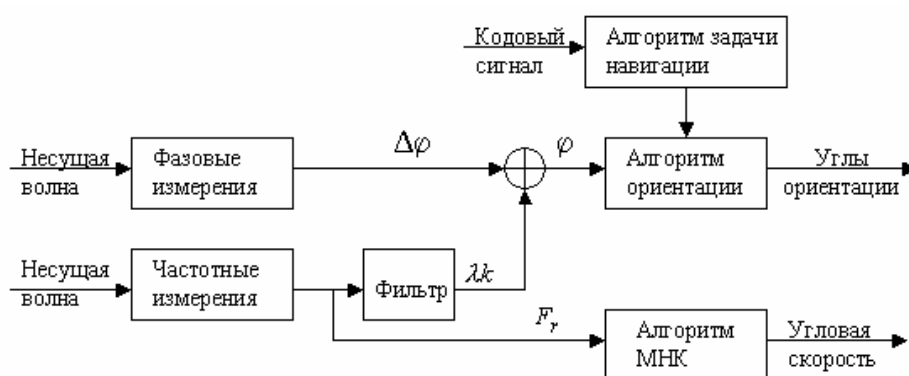 Кодовый
сигнал
Алгоритм задачи
навигации
Несущая
волна
Фазовые
измерения
Δφ
φ
Алгоритм
ориентации
Углы
ориентации
Несущая
волна
Частотные
измерения
Фильтр
λk
F_r
Алгоритм
МНК
Угловая
скорость